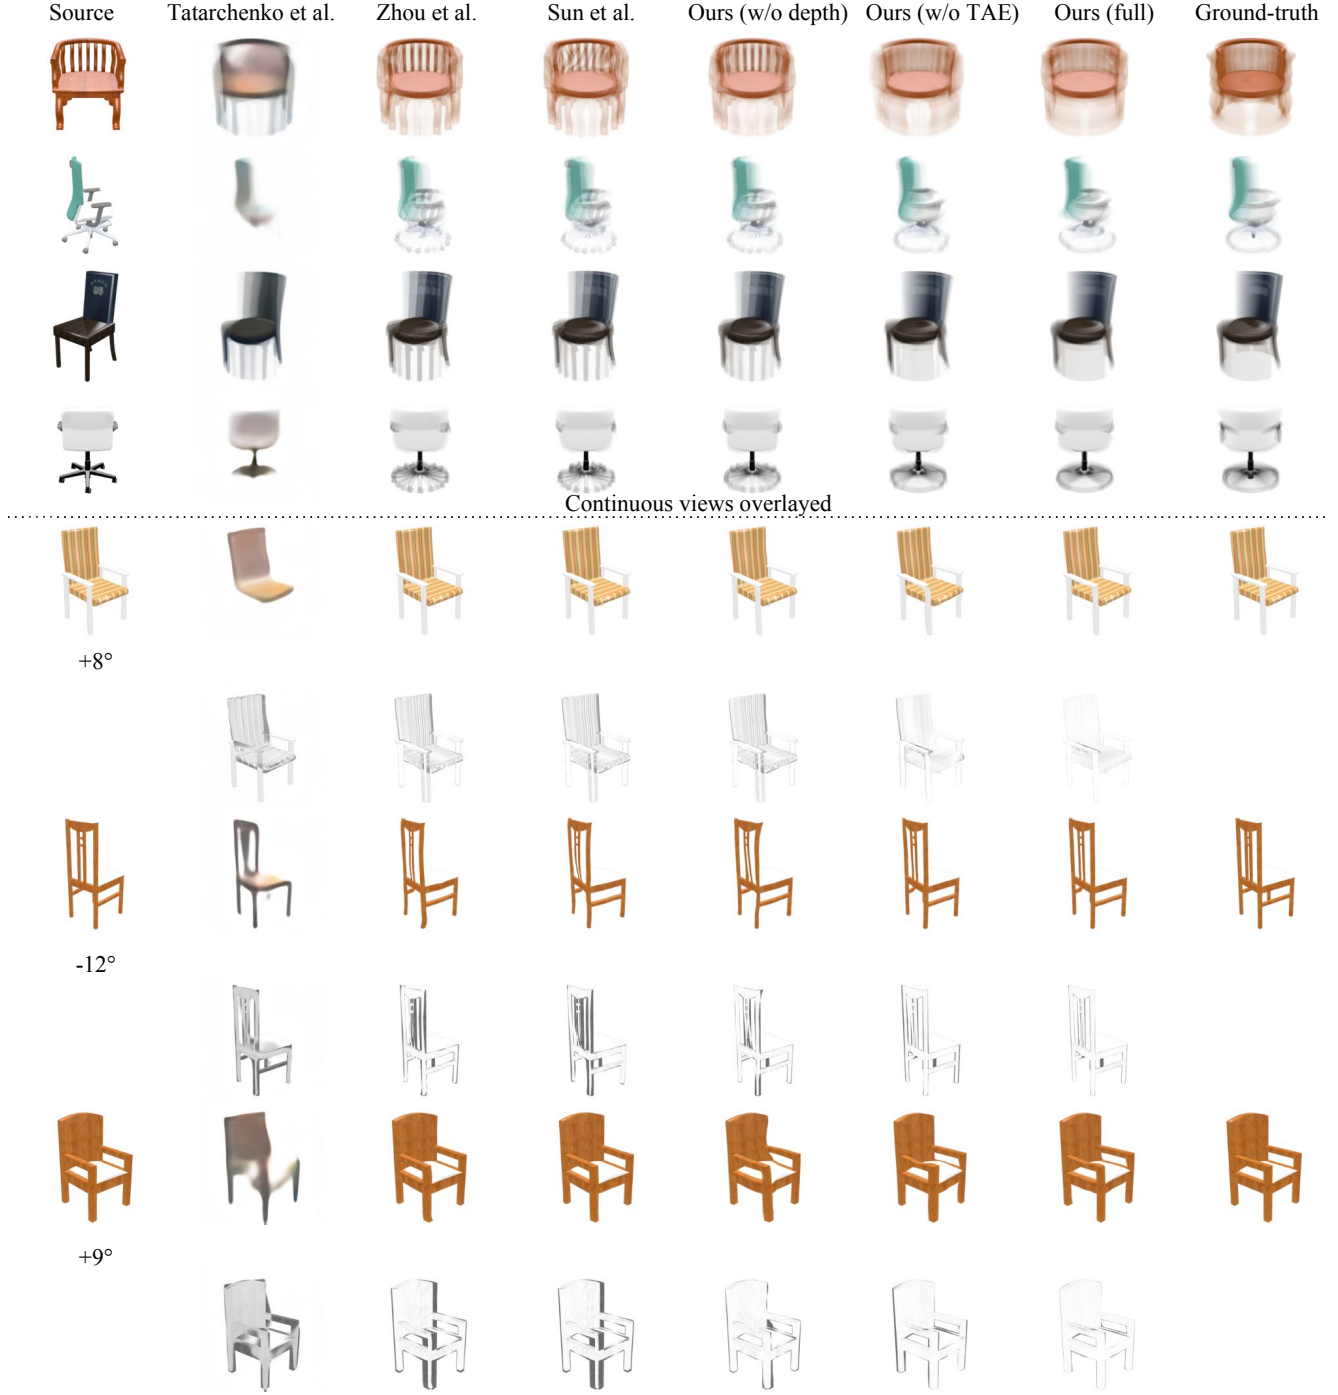 Source Tatarchenko et al. Zhou et al. Sun et al. Ours (w/o depth) Ours (w/o TAE) Ours (full) Ground-truth
Continuous views overlayed
+8°
-12°
+9°